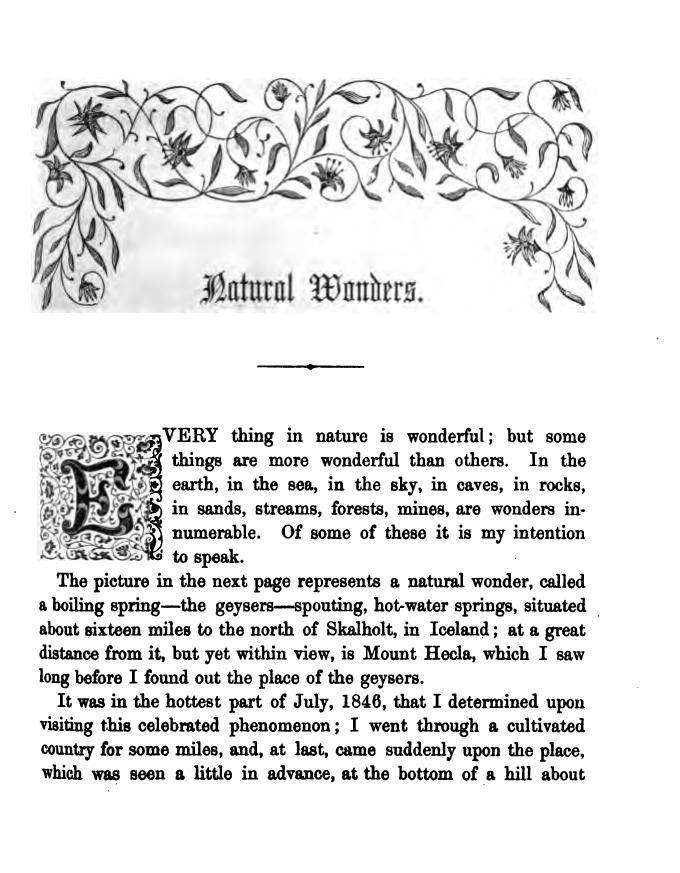 Natural Wonders.
EVERY thing in nature is wonderful; but some
things are more wonderful than others. In the
earth, in the sea, in the sky, in caves, in rocks,
in sands, streams, forests, mines, are wonders in-
numerable. Of some of these it is my intention
to speak.
The picture in the next page represents a natural wonder, called
a boiling spring—the geysers—spouting, hot-water springs, situated
about sixteen miles to the north of Skalholt, in Iceland; at a great
distance from it, but yet within view, is Mount Hecla, which I saw
long before I found out the place of the geysers.
It was in the hottest part of July, 1846, that I determined upon
visiting this celebrated phenomenon; I went through a cultivated
country for some miles, and, at last, came suddenly upon the place,
which was seen a little in advance, at the bottom of a hill about